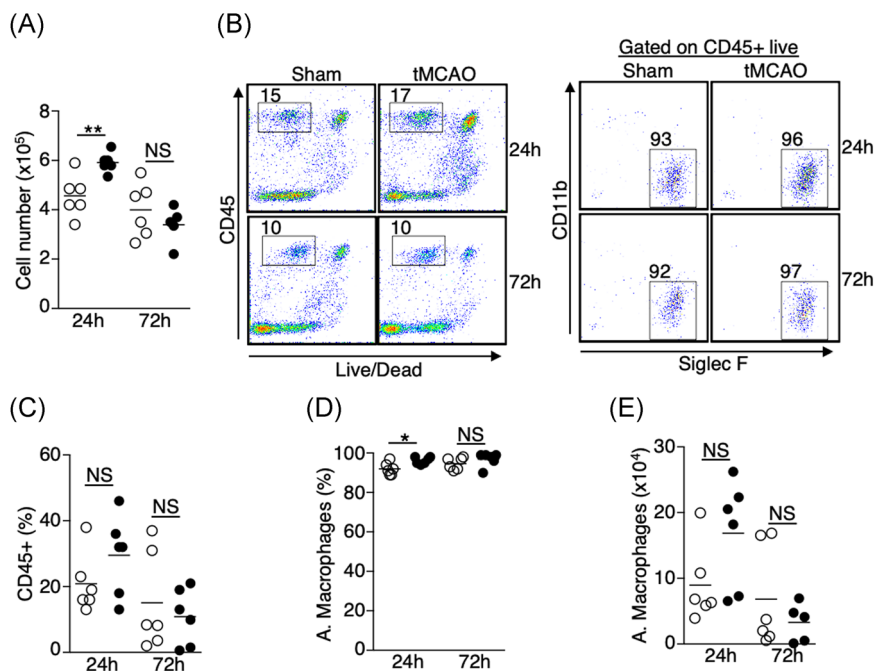 (A)
Cell number (x10⁵)
8
6
4
2
0
**
NS
24h
72h
(B)
Sham
tMCAO
15
17
24h
10
10
72h
CD45
Live/Dead
Gated on CD45+ live
Sham
tMCAO
93
96
24h
92
97
72h
CD11b
Siglec F
(C)
CD45+ (%)
60
40
20
0
NS
NS
24h
72h
(D)
A. Macrophages (%)
100
80
60
40
20
0
*
NS
24h
72h
(E)
A. Macrophages (x10⁴)
30
20
10
0
NS
NS
24h
72h